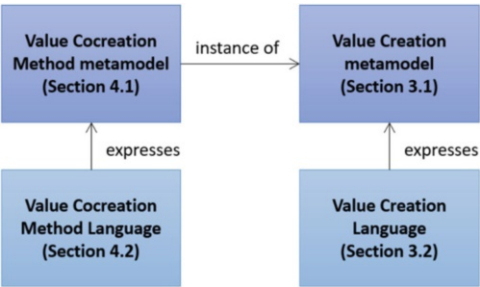 Value Cocreation
Method metamodel
(Section 4.1)
instance of
Value Creation
metamodel
(Section 3.1)
expresses
expresses
Value Cocreation
Method Language
(Section 4.2)
Value Creation
Language
(Section 3.2)